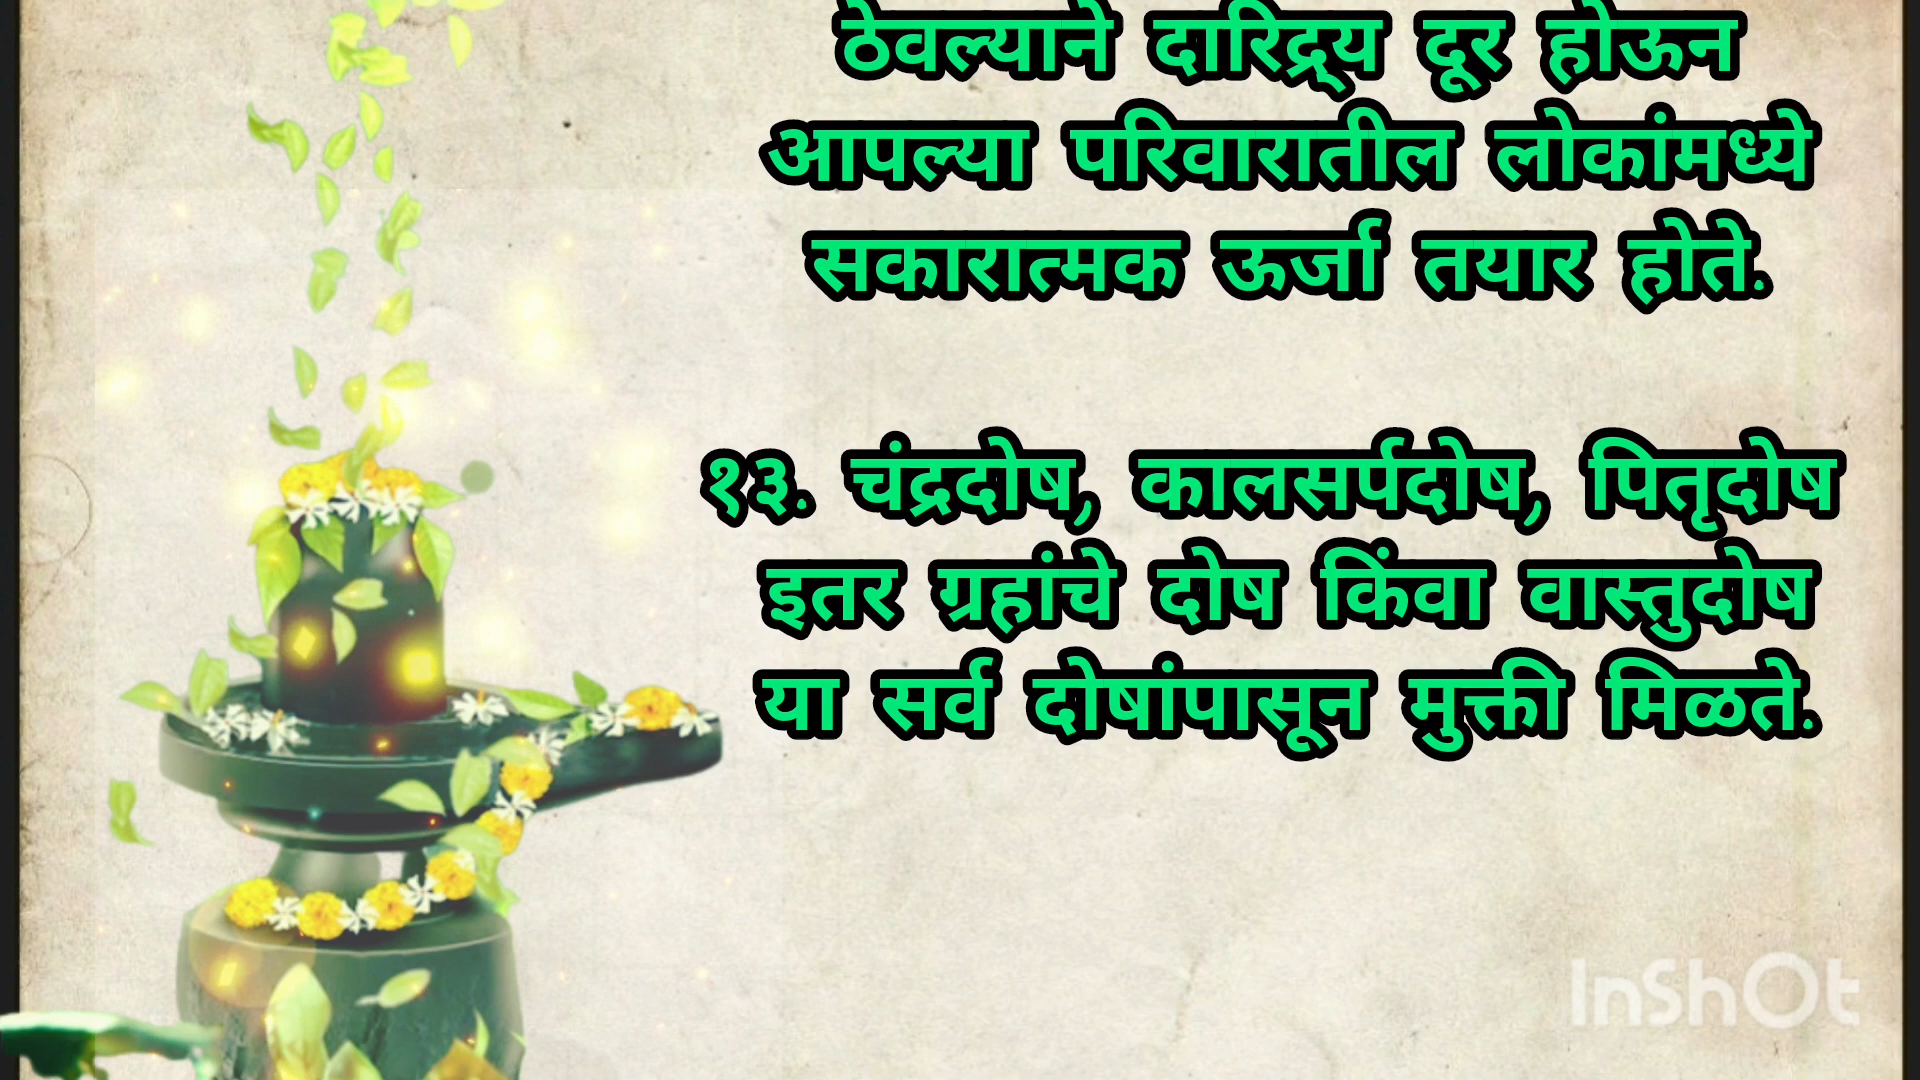 ठेवल्याने दारिद्र्य दूर होऊन
आपल्या परिवारातील लोकांमध्ये
सकारात्मक ऊर्जा तयार होते.
१३. चंद्रदोष, कालसर्पदोष, पितृदोष
इतर ग्रहांचे दोष किंवा वास्तुदोष
या सर्व दोषांपासून मुक्ती मिळते.
InShOt